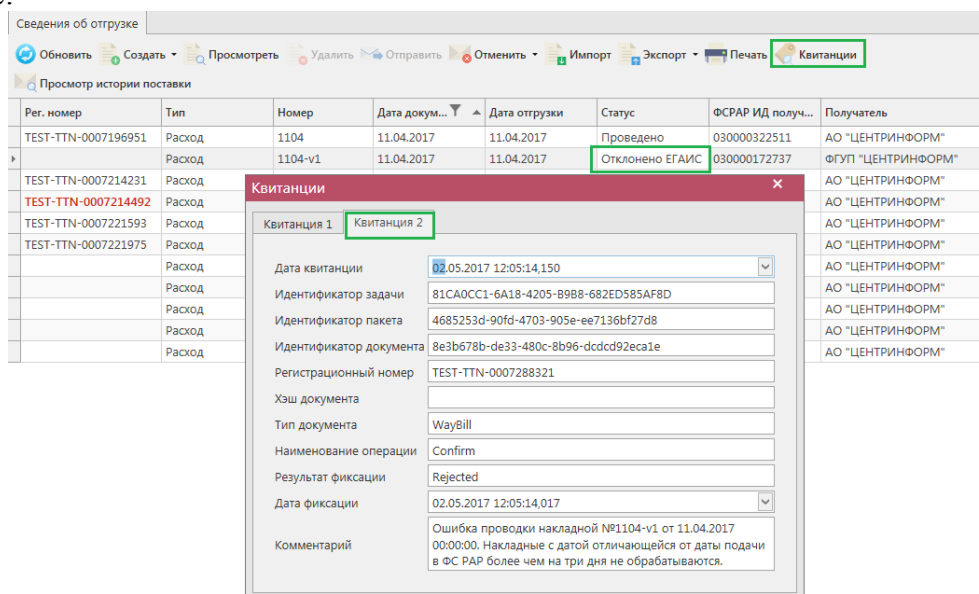 Сведения об отгрузке
Обновить Создать Просмотреть Удалить Отправить Отменить Импорт Экспорт Печать Квитанции
Просмотр истории поставки
Рег. номер Тип Номер Дата докум... Дата отгрузки Статус ФСРАР ИД получ... Получатель
TEST-TTN-0007196951 Расход 1104 11.04.2017 11.04.2017 Проведено 030000322511 АО "ЦЕНТРИНФОРМ"
Расход 1104-v1 11.04.2017 11.04.2017 Отклонено ЕГАИС 030000172737 ФГУП "ЦЕНТРИНФОРМ"
TEST-TTN-0007214231 Расход АО "ЦЕНТРИНФОРМ"
TEST-TTN-0007214492 Расход АО "ЦЕНТРИНФОРМ"
TEST-TTN-0007221593 Расход АО "ЦЕНТРИНФОРМ"
TEST-TTN-0007221975 Расход АО "ЦЕНТРИНФОРМ"
Расход АО "ЦЕНТРИНФОРМ"
Расход АО "ЦЕНТРИНФОРМ"
Расход АО "ЦЕНТРИНФОРМ"
Расход АО "ЦЕНТРИНФОРМ"
Расход АО "ЦЕНТРИНФОРМ"
Квитанции
Квитанция 1 Квитанция 2
Дата квитанции 02.05.2017 12:05:14,150
Идентификатор задачи 81CA0CC1-6A18-4205-B9B8-682ED585AF8D
Идентификатор пакета 4685253d-90fd-4703-905e-ee7136bf27d8
Идентификатор документа 8e3b678b-de33-480c-8b96-dcdcd92eca1e
Регистрационный номер TEST-TTN-0007288321
Хэш документа
Тип документа WayBill
Наименование операции Confirm
Результат фиксации Rejected
Дата фиксации 02.05.2017 12:05:14,017
Комментарий
Ошибка проводки накладной №1104-v1 от 11.04.2017
00:00:00. Накладные с датой отличающейся от даты подачи
в ФС РАР более чем на три дня не обрабатываются.